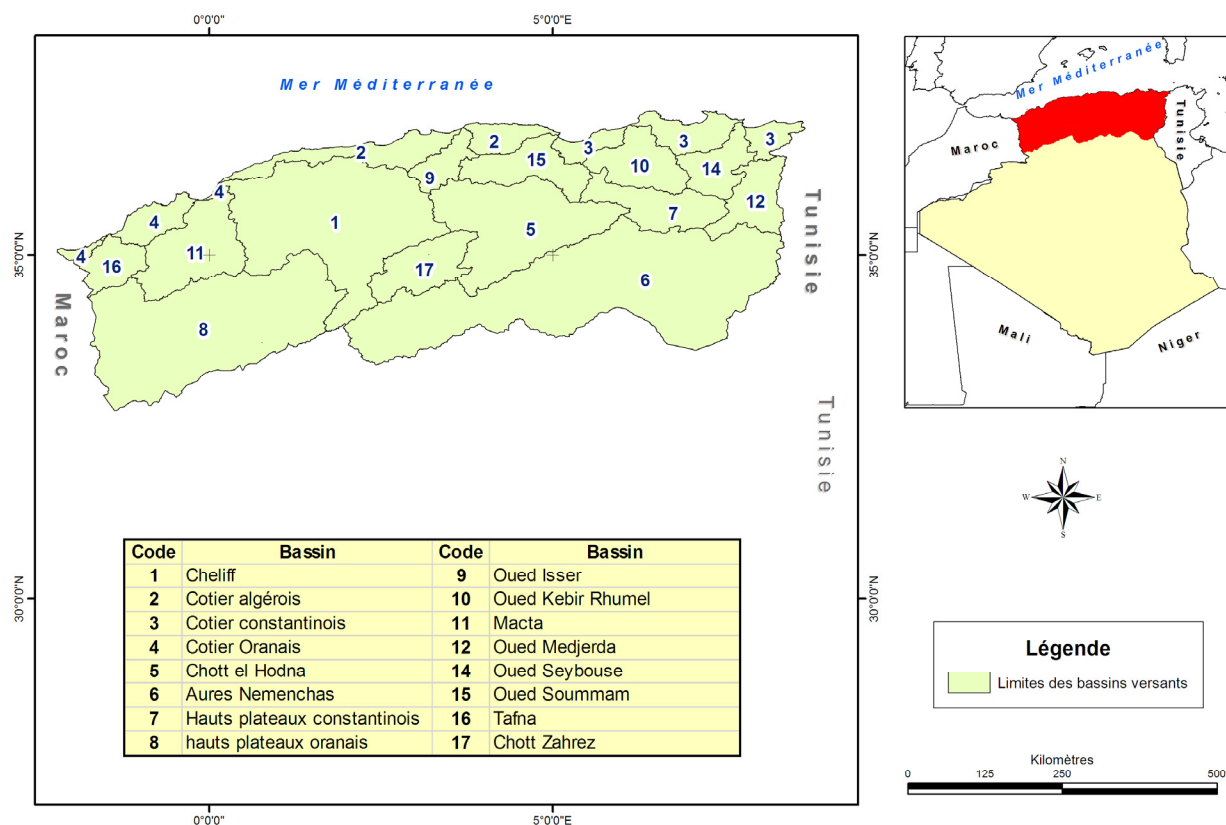 0°0'0"
5°0'0"E
Mer Méditerranée
2
2
3
3
3
15
10
14
9
4
4
12
7
1
5
11
4
16
17
6
8
35°0'0"N
35°0'0"N
Maroc
Tunisie
Tunisie
30°0'0"N
30°0'0"N
Code Bassin Code Bassin
1 Cheliff 9 Oued Isser
2 Cotier algérois 10 Oued Kebir Rhumel
3 Cotier constantinois 11 Macta
4 Cotier Oranais 12 Oued Medjerda
5 Chott el Hodna 14 Oued Seybouse
6 Aures Nemenchas 15 Oued Soummam
7 Hauts plateaux constantinois 16 Tafna
8 hauts plateaux oranais 17 Chott Zahrez
0°0'0"
5°0'0"E
Mer Méditerranée
Maroc
Tunisie
Mali
Niger
N
W E
S
Légende
Limites des bassins versants
Kilomètres
0 125 250 500